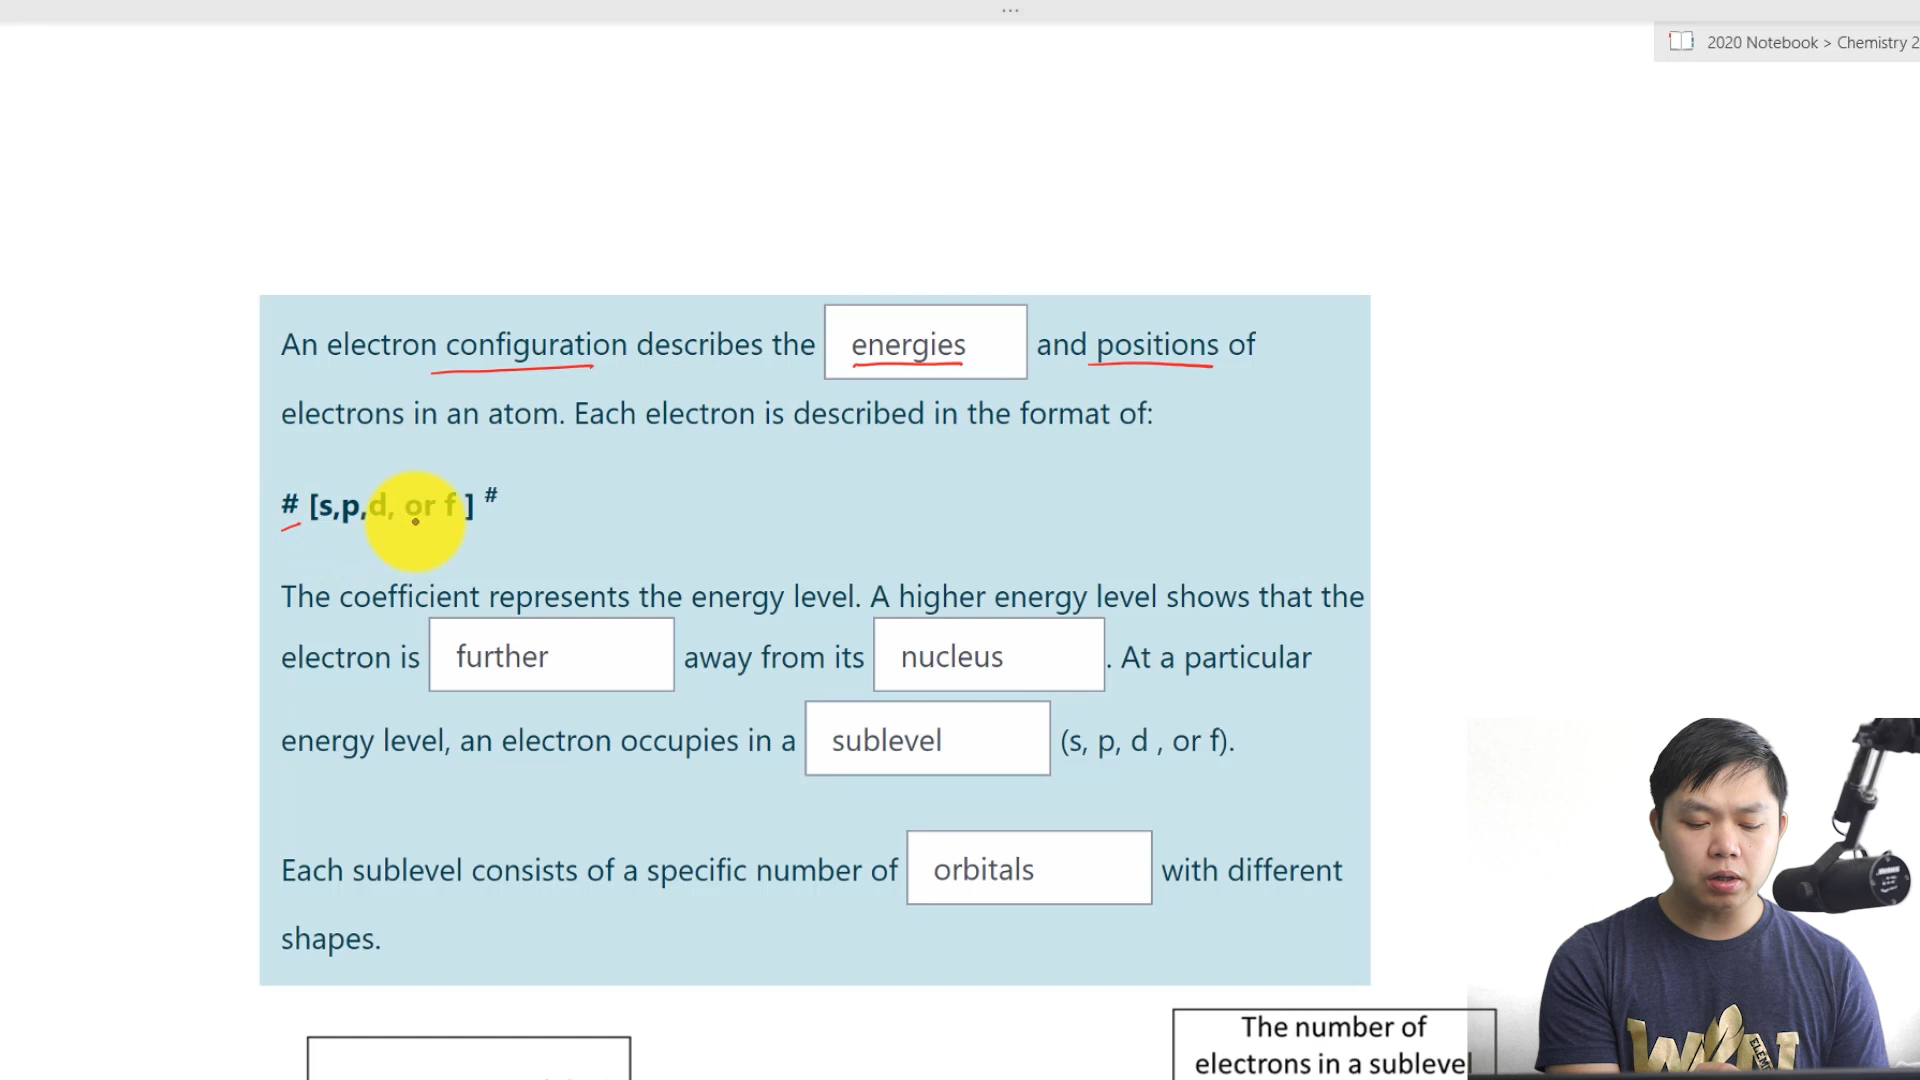 ...
2020 Notebook > Chemistry 2
An electron configuration describes the energies and positions of
electrons in an atom. Each electron is described in the format of:
# [s,p,d, or f ] #
The coefficient represents the energy level. A higher energy level shows that the
electron is further away from its nucleus . At a particular
energy level, an electron occupies in a sublevel (s, p, d , or f).
Each sublevel consists of a specific number of orbitals with different
shapes.
The number of
electrons in a sublevel